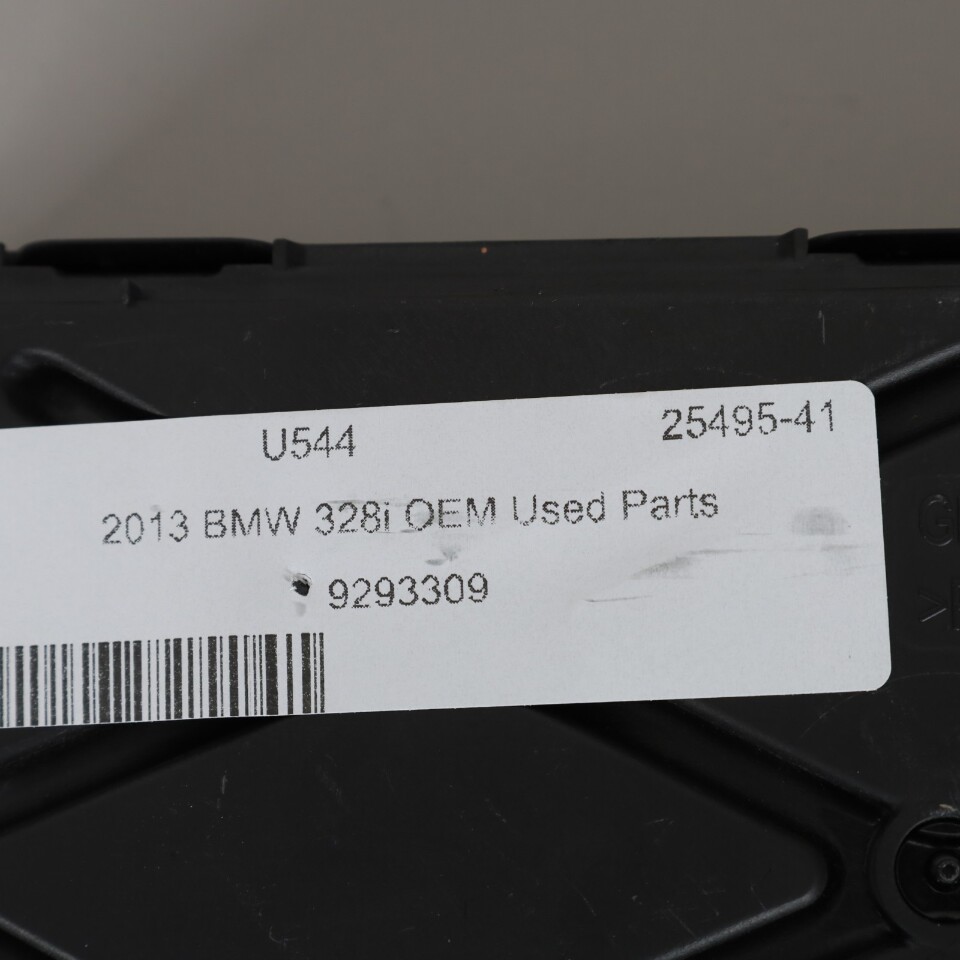 U544 25495-41
2013 BMW 328i OEM Used Parts
9293309